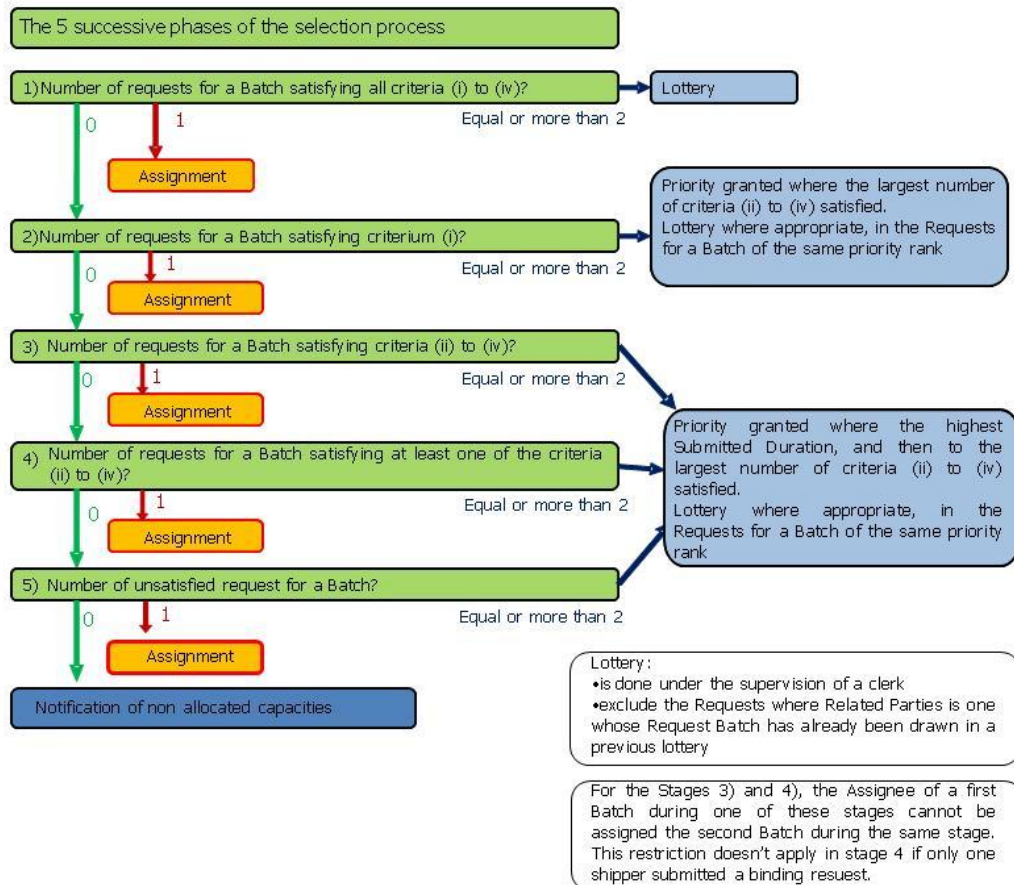 The 5 successive phases of the selection process
1)Number of requests for a Batch satisfying all criteria (i) to (iv)?
Lottery
0
1
Equal or more than 2
Assignment
Priority granted where the largest number
of criteria (ii) to (iv) satisfied.
Lottery where appropriate, in the Requests
for a Batch of the same priority rank
2)Number of requests for a Batch satisfying criterium (i)?
0
1
Equal or more than 2
Assignment
3) Number of requests for a Batch satisfying criteria (ii) to (iv)?
0
1
Equal or more than 2
Assignment
Priority granted where the highest
Submitted Duration, and then to the
largest number of criteria (ii) to (iv)
satisfied.
Lottery where appropriate, in the
Requests for a Batch of the same priority
rank
4) Number of requests for a Batch satisfying at least one of the criteria
(ii) to (iv)?
0
1
Equal or more than 2
Assignment
5) Number of unsatisfied request for a Batch?
0
1
Equal or more than 2
Assignment
Notification of non allocated capacities
Lottery :
•is done under the supervision of a clerk
•exclude the Requests where Related Parties is one
whose Request Batch has already been drawn in a
previous lottery
For the Stages 3) and 4), the Assignee of a first
Batch during one of these stages cannot be
assigned the second Batch during the same stage.
This restriction doesn't apply in stage 4 if only one
shipper submitted a binding resuest.